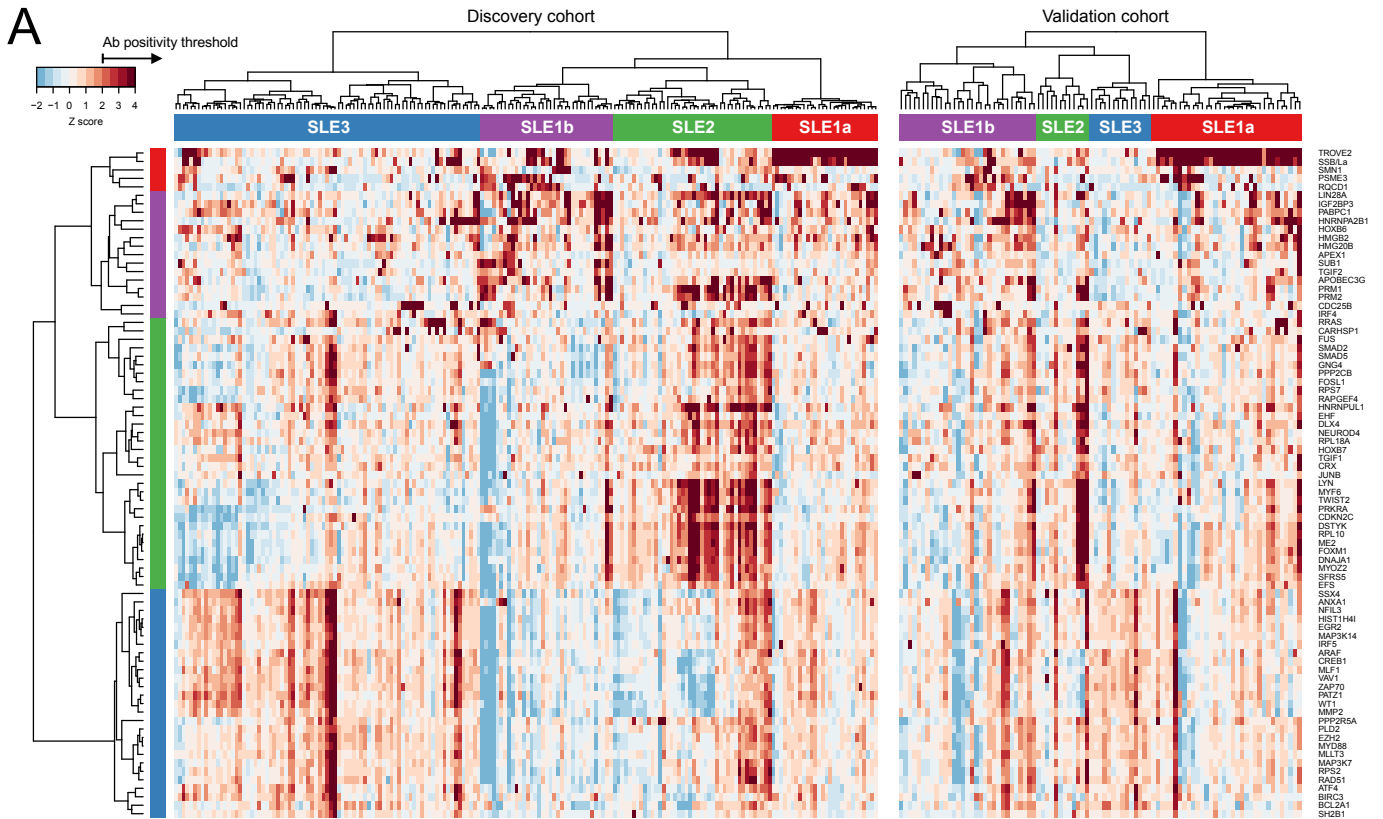 A
Discovery cohort
Validation cohort
Ab positivity threshold
−2 −1 0 1 2 3 4
Z score
SLE3 SLE1b SLE2 SLE1a
SLE1b SLE2 SLE3 SLE1a
TROVE2
SSB/La
SMN1
PSME3
RQCD1
LIN28A
IGF2BP3
PABPC1
HNRNPA2B1
HOXB6
HMGB2
HMG20B
APEX1
SUB1
TGIF2
APOBEC3G
PRM1
PRM2
CDC25B
IRF4
RRAS
CARHSP1
FUS
SMAD2
SMAD5
GNG4
PPP2CB
FOSL1
RPS7
RAPGEF4
HNRNPUL1
EHF
DLX4
NEUROD4
RPL18A
HOXB7
TGIF1
CRX
JUNB
LYN
MYF6
TWIST2
PRKRA
CDKN2C
DSTYK
RPL10
ME2
FOXM1
DNAJA1
MYOZ2
SFRS5
EFS
SSX4
ANXA1
NFIL3
HIST1H4I
EGR2
MAP3K14
IRF5
ARAF
CREB1
MLF1
VAV1
ZAP70
PATZ1
WT1
MMP2
PPP2R5A
PLD2
EZH2
MYD88
MLLT3
MAP3K7
RPS2
RAD51
ATF4
BIRC3
BCL2A1
SH2B1